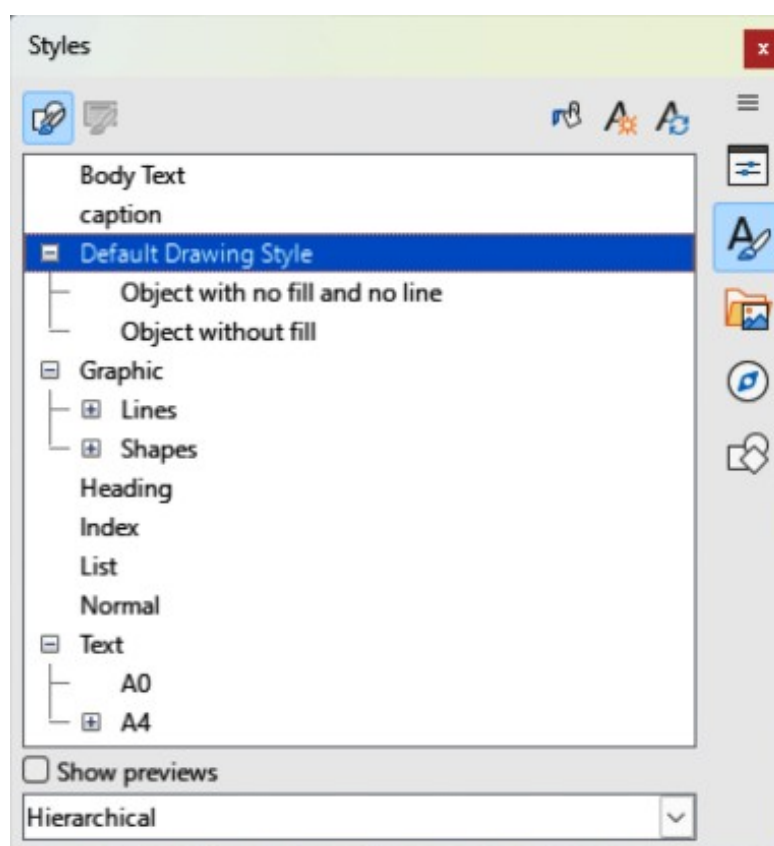 Styles
Body Text
caption
Default Drawing Style
Object with no fill and no line
Object without fill
Graphic
Lines
Shapes
Heading
Index
List
Normal
Text
A0
A4
Show previews
Hierarchical